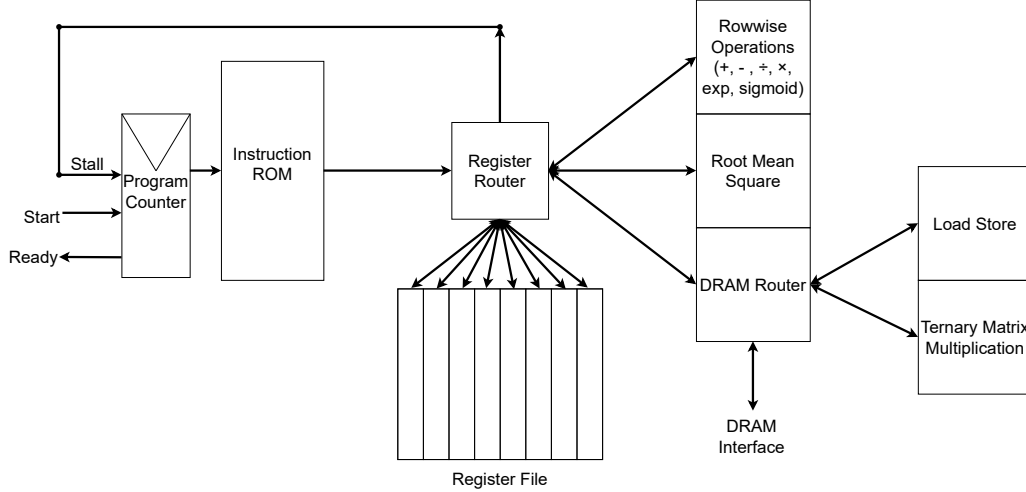 Stall
Program
Counter
Start
Ready
Instruction
ROM
Register
Router
Register File
Rowwise
Operations
(+, - , ÷, ×,
exp, sigmoid)
Root Mean
Square
DRAM Router
DRAM
Interface
Load Store
Ternary Matrix
Multiplication